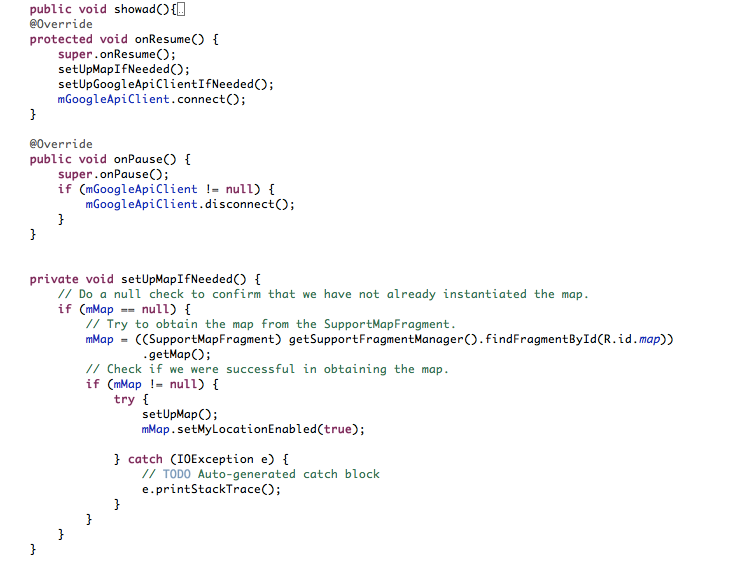 public void showad(){..
@Override
protected void onResume() {
    super.onResume();
    setUpMapIfNeeded();
    setUpGoogleApiClientIfNeeded();
    mGoogleApiClient.connect();
}

@Override
public void onPause() {
    super.onPause();
    if (mGoogleApiClient != null) {
        mGoogleApiClient.disconnect();
    }
}

private void setUpMapIfNeeded() {
    // Do a null check to confirm that we have not already instantiated the map.
    if (mMap == null) {
        // Try to obtain the map from the SupportMapFragment.
        mMap = ((SupportMapFragment) getSupportFragmentManager().findFragmentById(R.id.map))
                .getMap();
        // Check if we were successful in obtaining the map.
        if (mMap != null) {
            try {
                setUpMap();
                mMap.setMyLocationEnabled(true);

            } catch (IOException e) {
                // TODO Auto-generated catch block
                e.printStackTrace();
            }
        }
    }
}